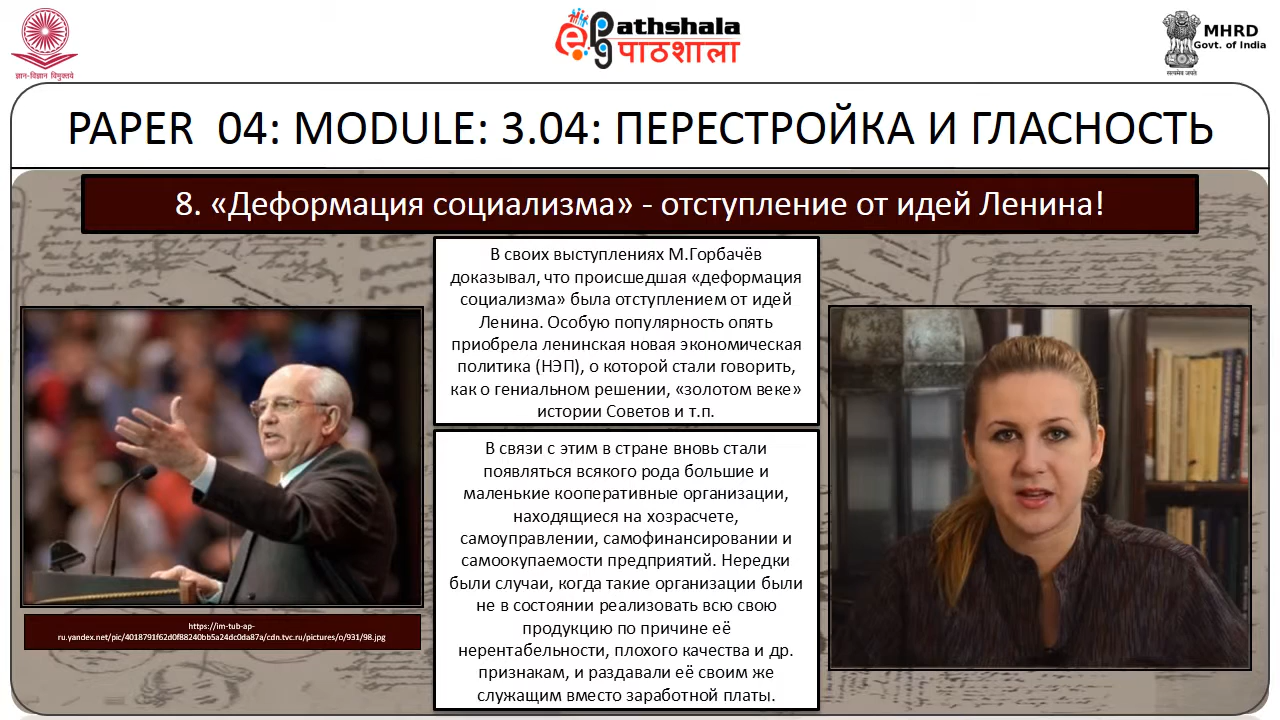 ज्ञान-विज्ञान विमुक्तये
ePathshala
पाठशाला
सत्यमेव जयते
MHRD
Govt. of India
PAPER 04: MODULE: 3.04: ПЕРЕСТРОЙКА И ГЛАСНОСТЬ
8. «Деформация социализма» - отступление от идей Ленина!
В своих выступлениях М.Горбачёв
доказывал, что происшедшая «деформация
социализма» была отступлением от идей
Ленина. Особую популярность опять
приобрела ленинская новая экономическая
политика (НЭП), о которой стали говорить,
как о гениальном решении, «золотом веке»
истории Советов и т.п.
В связи с этим в стране вновь стали
появляться всякого рода большие и
маленькие кооперативные организации,
находящиеся на хозрасчете,
самоуправлении, самофинансировании и
самоокупаемости предприятий. Нередки
были случаи, когда такие организации были
не в состоянии реализовать всю свою
продукцию по причине её
нерентабельности, плохого качества и др.
признакам, и раздавали её своим же
служащим вместо заработной платы.
https://im-tub-ap-
ru.yandex.net/pic/4018791f62d0f88240bb5a24dc0da87a/cdn.tvc.ru/pictures/o/931/98.jpg